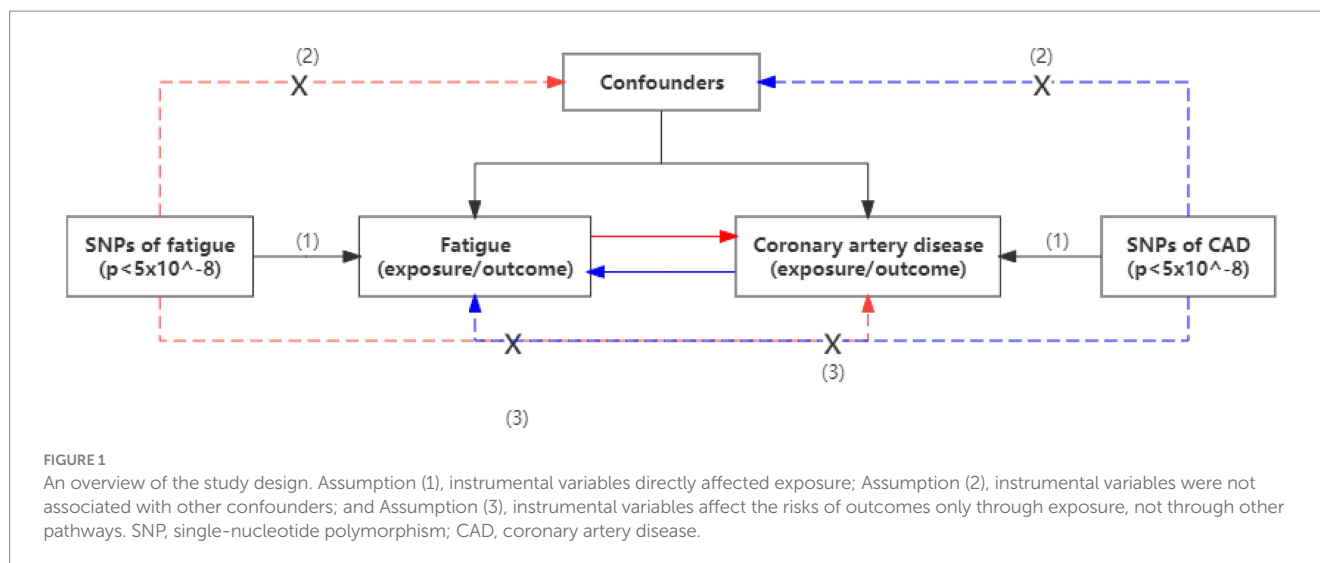 (2)
(2)
X
X
Confounders
SNPs of fatigue
(p<5x10^-8)
(1)
Fatigue
(exposure/outcome)
Coronary artery disease
(exposure/outcome)
(1)
SNPs of CAD
(p<5x10^-8)
X
X
(3)
(3)
FIGURE 1
An overview of the study design. Assumption (1), instrumental variables directly affected exposure; Assumption (2), instrumental variables were not
associated with other confounders; and Assumption (3), instrumental variables affect the risks of outcomes only through exposure, not through other
pathways. SNP, single-nucleotide polymorphism; CAD, coronary artery disease.